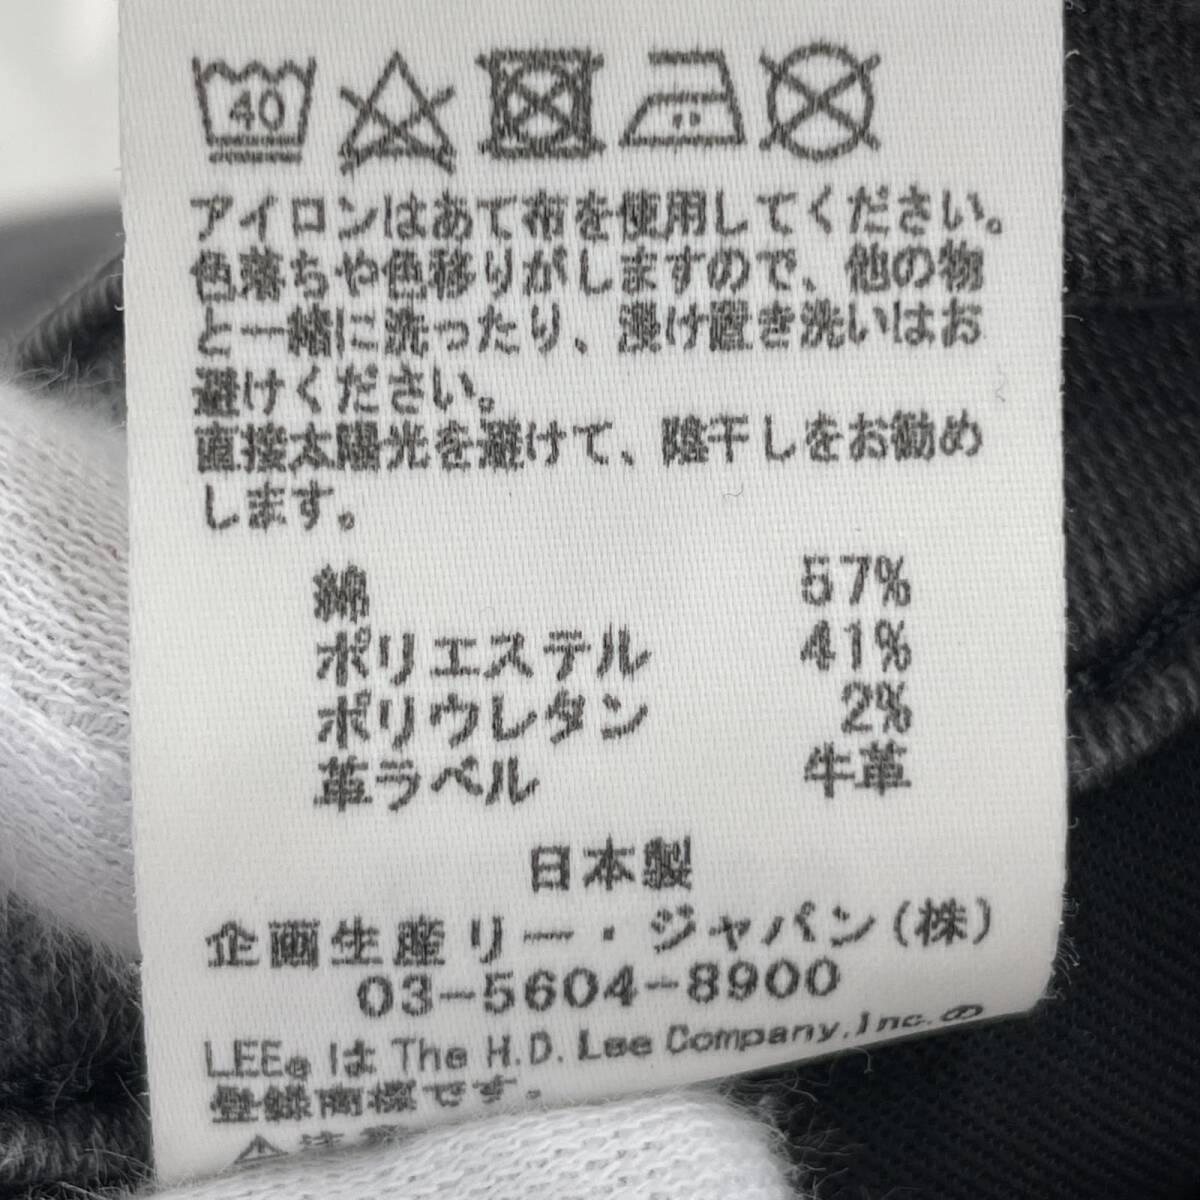 40
アイロンはあて布を使用してください。
色落ちや色移りがしますので、他の物
と一緒に洗ったり、浸け置き洗いはお
避けください。
直接太陽光を避けて、陰干しをお勧め
します。
綿 57%
ポリエステル 41%
ポリウレタン 2%
革ラベル 牛革
日本製
企画生産リー・ジャパン(株)
03-5604-8900
LEE®は The H.D. Lee Company, Inc.の
登録商標です。